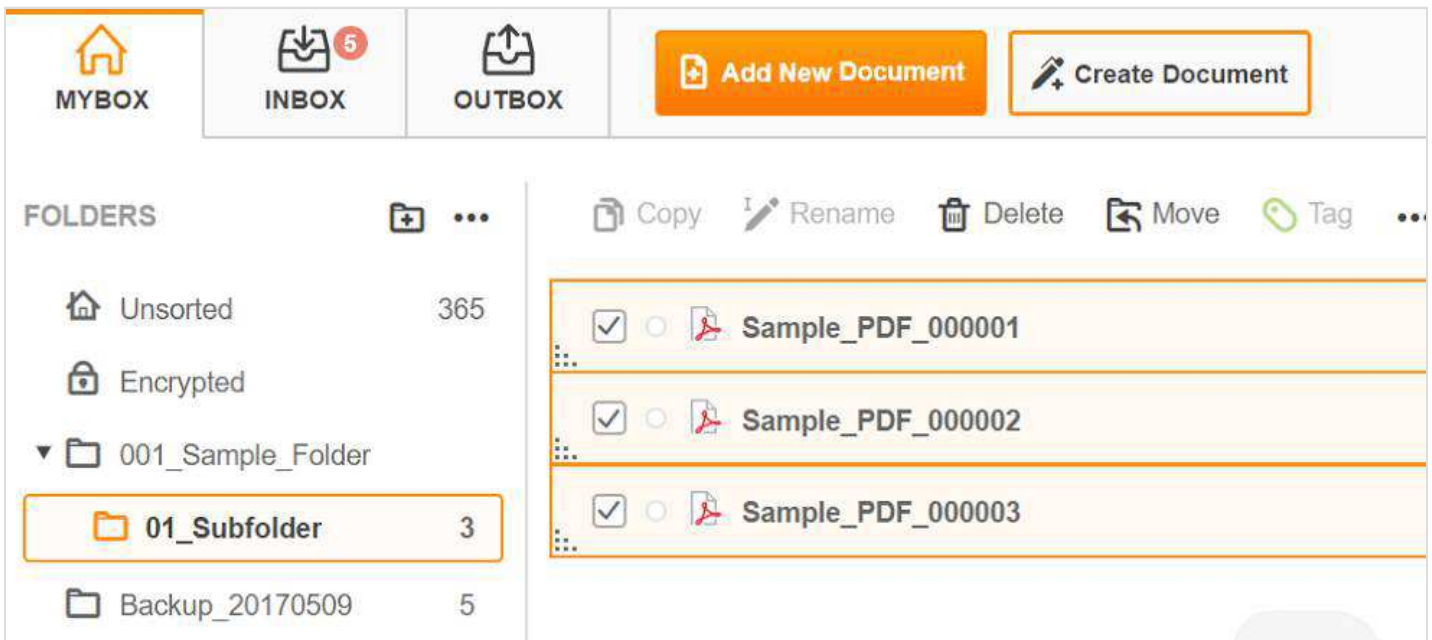 5
MYBOX INBOX OUTBOX Add New Document Create Document
FOLDERS
Copy Rename Delete Move Tag
Unsorted 365
Encrypted
001_Sample_Folder
01_Subfolder 3
Backup_20170509 5
Sample_PDF_000001
Sample_PDF_000002
Sample_PDF_000003